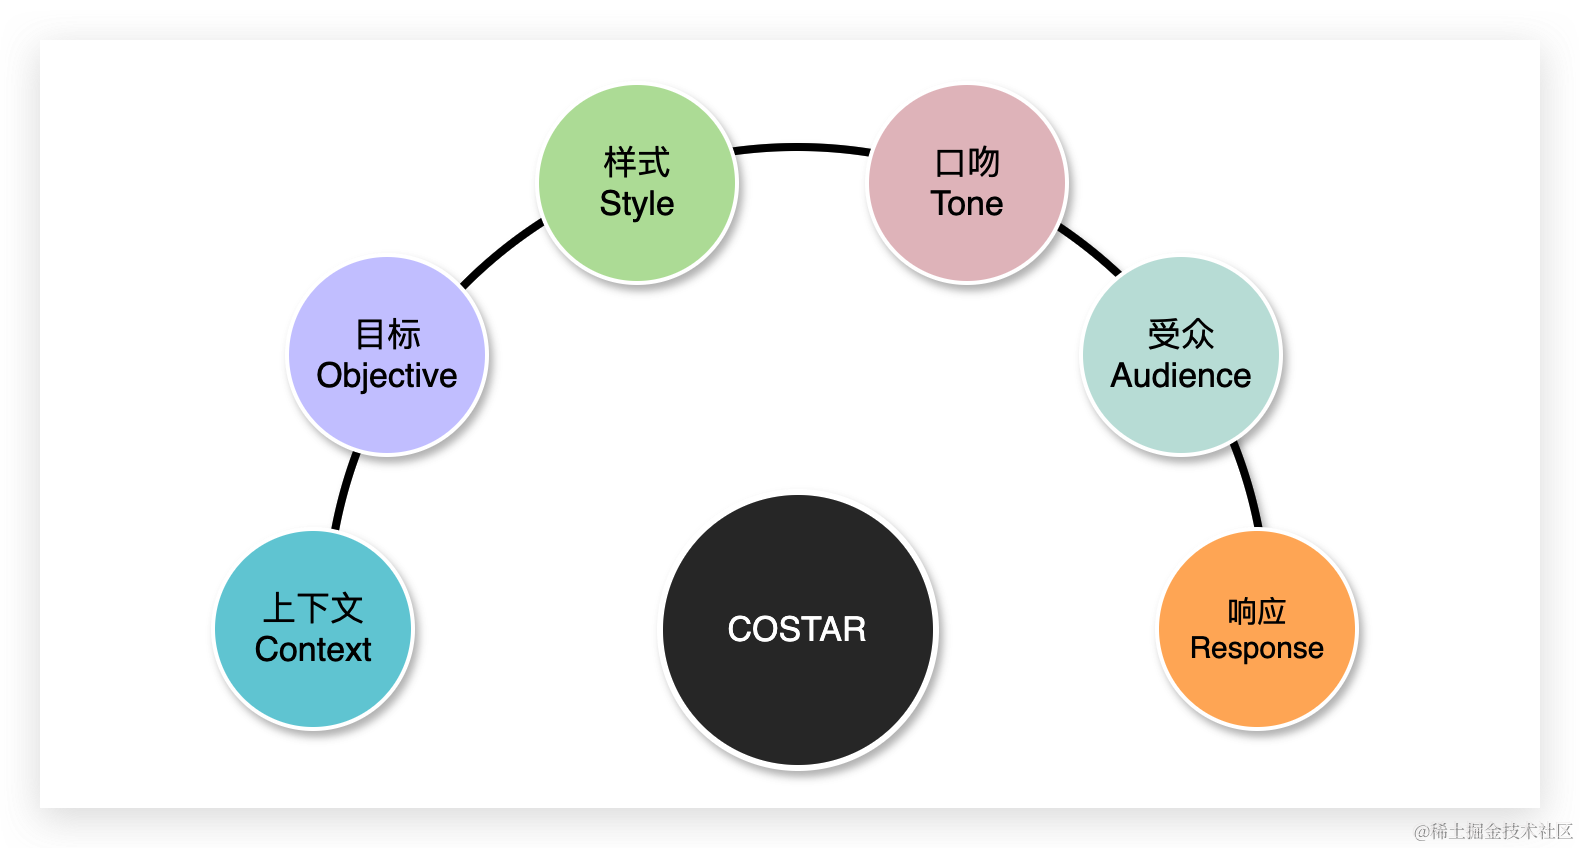 样式
Style
口吻
Tone
目标
Objective
受众
Audience
上下文
Context
COSTAR
响应
Response
@稀土掘金技术社区